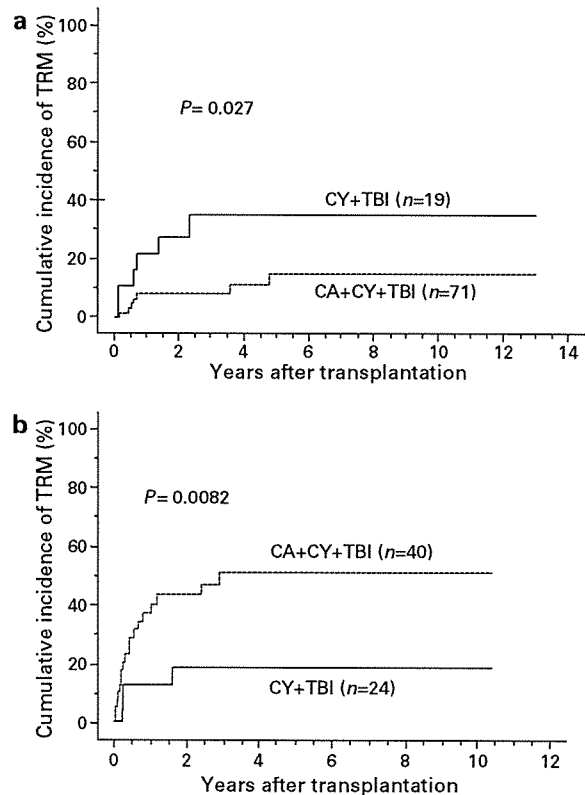 a
Cumulative incidence of TRM (%)
100
80
60
40
20
0
P= 0.027
CY+TBI (n=19)
CA+CY+TBI (n=71)
0 2 4 6 8 10 12 14
Years after transplantation
b
Cumulative incidence of TRM (%)
100
80
60
40
20
0
P= 0.0082
CA+CY+TBI (n=40)
CY+TBI (n=24)
0 2 4 6 8 10 12
Years after transplantation